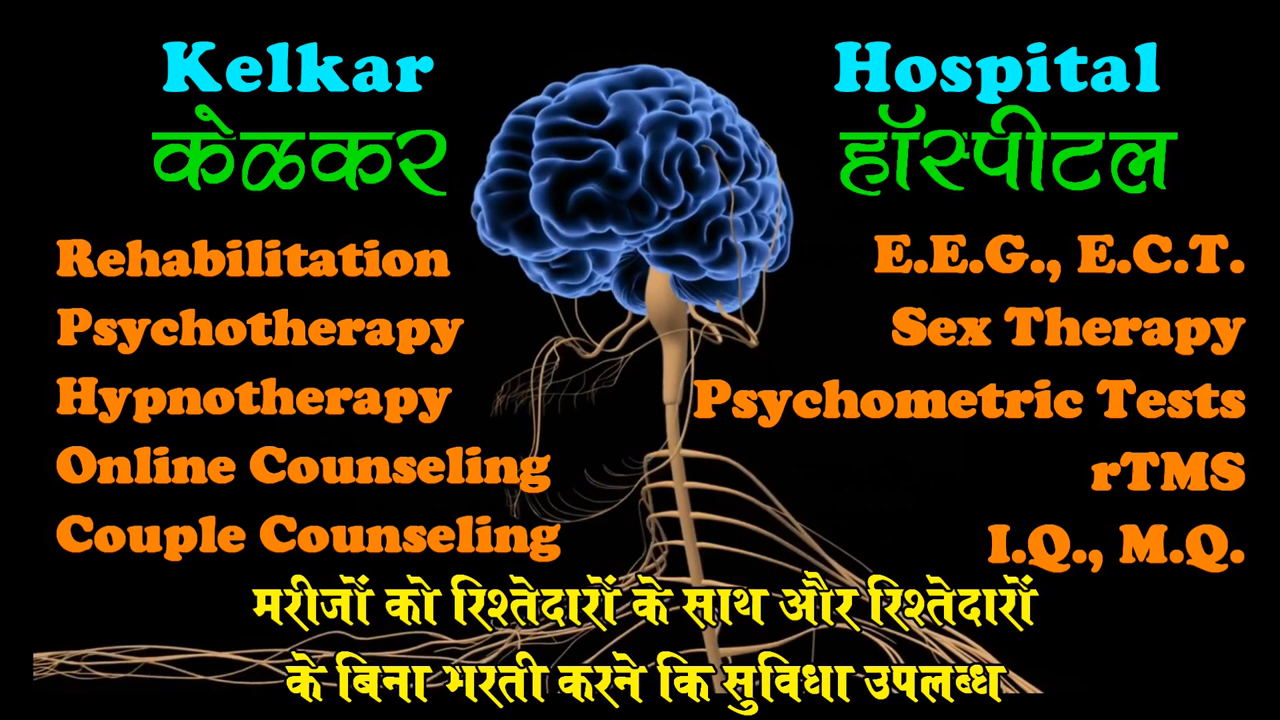 Kelkar Hospital
केळकर हॉस्पीटल
Rehabilitation
Psychotherapy
Hypnotherapy
Online Counseling
Couple Counseling
E.E.G., E.C.T.
Sex Therapy
Psychometric Tests
rTMS
I.Q., M.Q.
मरीजों को रिश्तेदारों के साथ और रिश्तेदारों
के बिना भरती करने कि सुविधा उपलब्ध